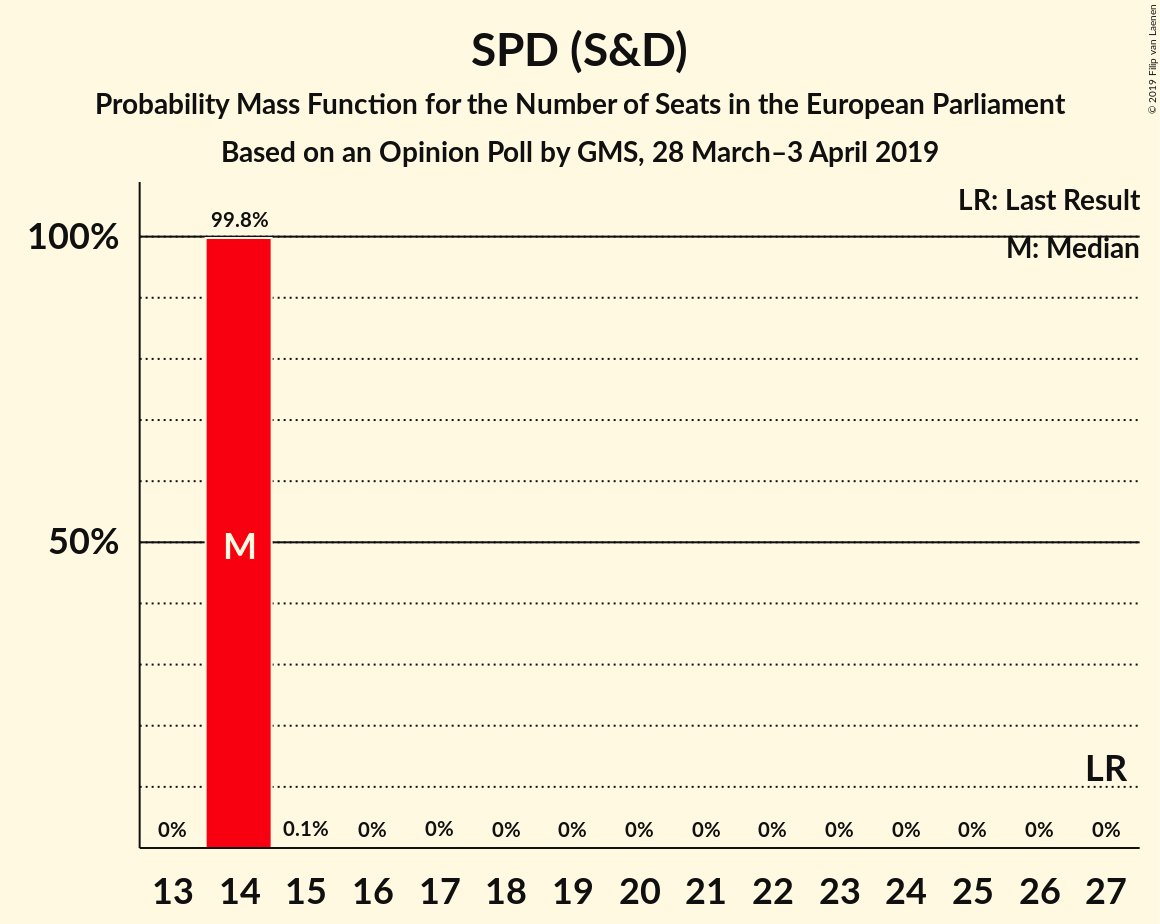 SPD (S&D)
Probability Mass Function for the Number of Seats in the European Parliament
Based on an Opinion Poll by GMS, 28 March–3 April 2019
© 2019 Filip van Laenen
LR: Last Result
M: Median
99.8%
100%
50%
M
LR
0% 0.1% 0% 0% 0% 0% 0% 0% 0% 0% 0% 0% 0% 0%
13 14 15 16 17 18 19 20 21 22 23 24 25 26 27